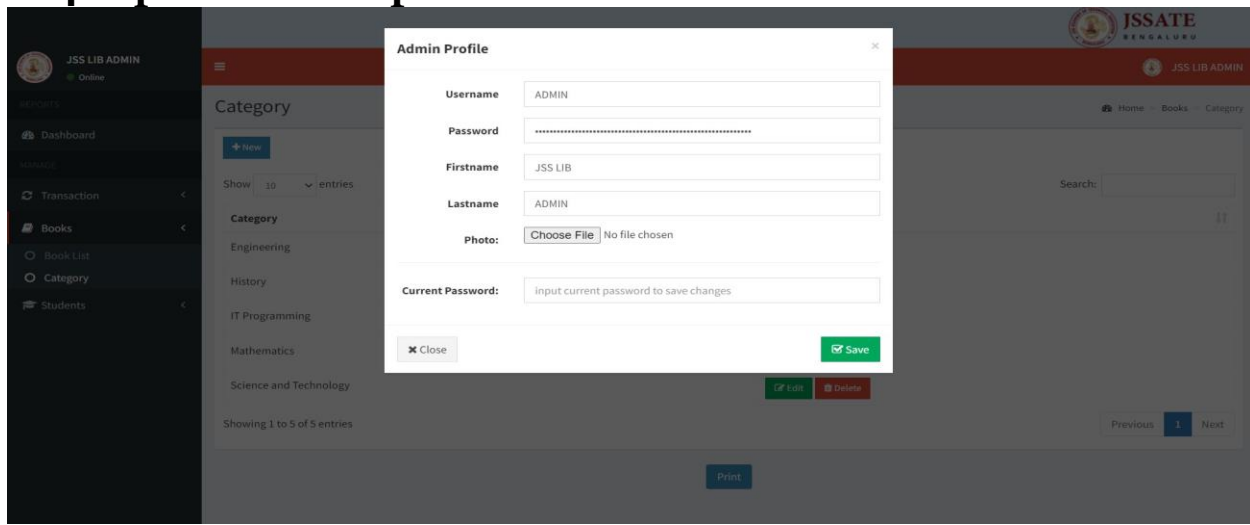 JSSATE
BENGALURU
JSS LIB ADMIN
Online
JSS LIB ADMIN
REPORTS
Dashboard
MANAGE
Transaction
Books
Book List
Category
Students
Category
Home
Books
Category
+ New
Show 10 entries
Search:
Category
Engineering
History
IT Programming
Mathematics
Science and Technology
Edit
Delete
Showing 1 to 5 of 5 entries
Previous 1 Next
Print
Admin Profile
×
Username ADMIN
Password
Firstname JSS LIB
Lastname ADMIN
Photo: Choose File No file chosen
Current Password: input current password to save changes
Close
Save